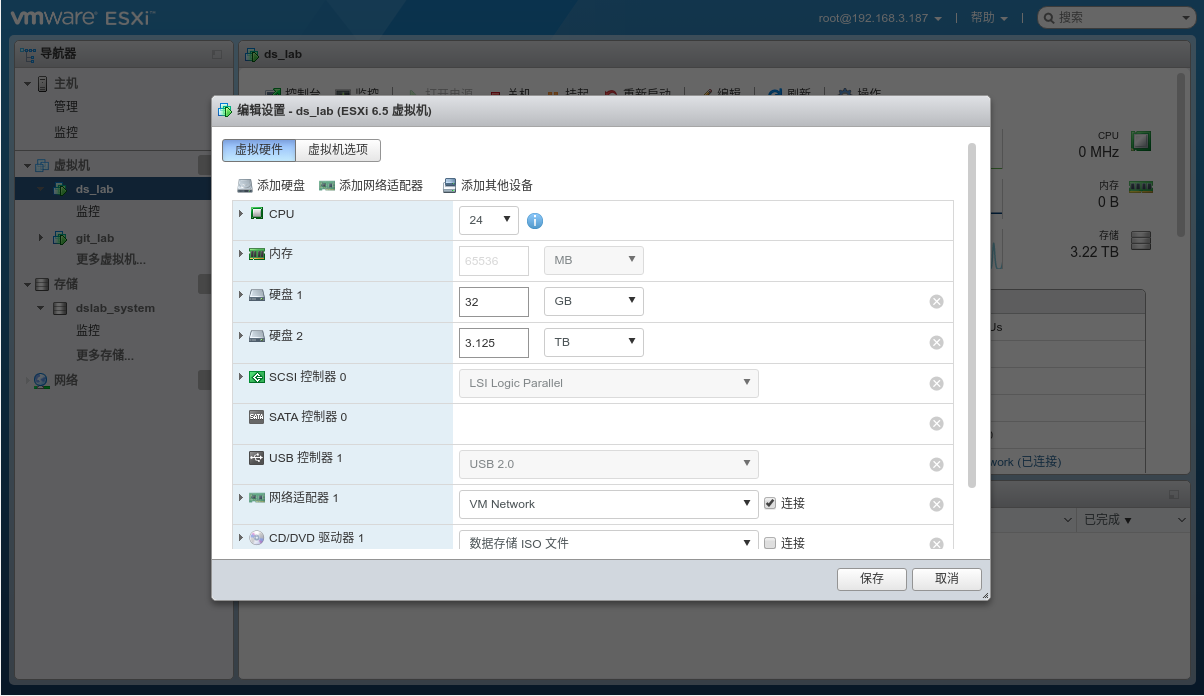 vmware ESXi™
root@192.168.3.187 ▼ | 帮助 ▼ | 搜索
导航器
主机
管理
监控
虚拟机
ds_lab
监控
git_lab
更多虚拟机...
存储
dslab_system
监控
更多存储...
网络
ds_lab
控制台 监控 打开电源 关机 挂起 重新启动 编辑 刷新 操作
CPU
0 MHz
内存
0 B
存储
3.22 TB
work (已连接)
已完成 ▼
编辑设置 - ds_lab (ESXi 6.5 虚拟机)
虚拟硬件 虚拟机选项
添加硬盘 添加网络适配器 添加其他设备
CPU 24
内存 65536 MB
硬盘 1 32 GB
硬盘 2 3.125 TB
SCSI 控制器 0 LSI Logic Parallel
SATA 控制器 0
USB 控制器 1 USB 2.0
网络适配器 1 VM Network 连接
CD/DVD 驱动器 1 数据存储 ISO 文件 连接
保存 取消